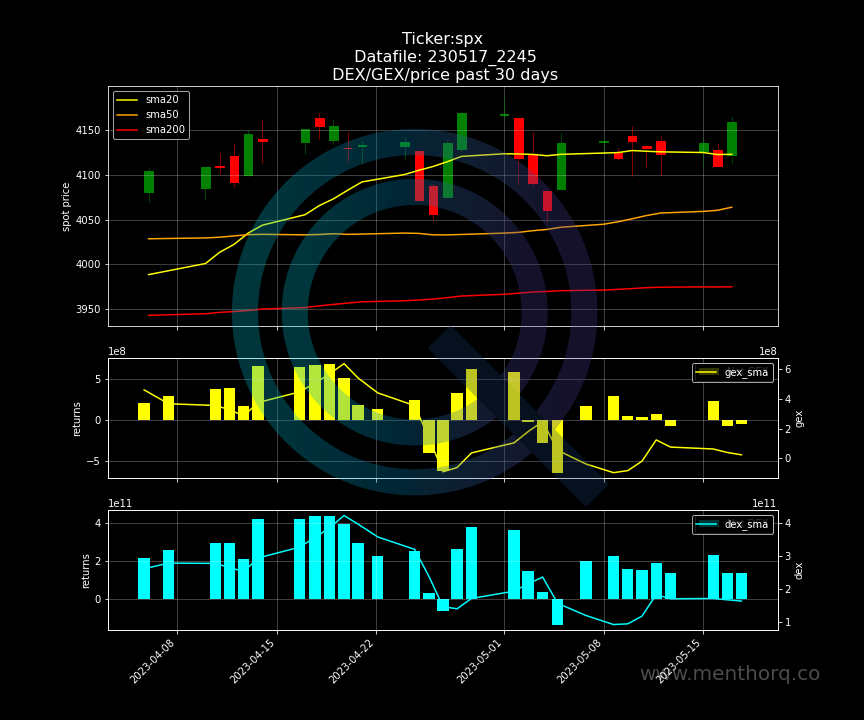 Ticker:spx
Datafile: 230517_2245
DEX/GEX/price past 30 days
sma20
sma50
sma200
spot price
4150
4100
4050
4000
3950
1e8
1e8
gex_sma
returns
5
0
−5
6
4
2
0
gex
1e11
1e11
dex_sma
returns
4
2
0
4
3
2
1
dex
2023-04-08
2023-04-15
2023-04-22
2023-05-01
2023-05-08
2023-05-15
www.menthorq.co